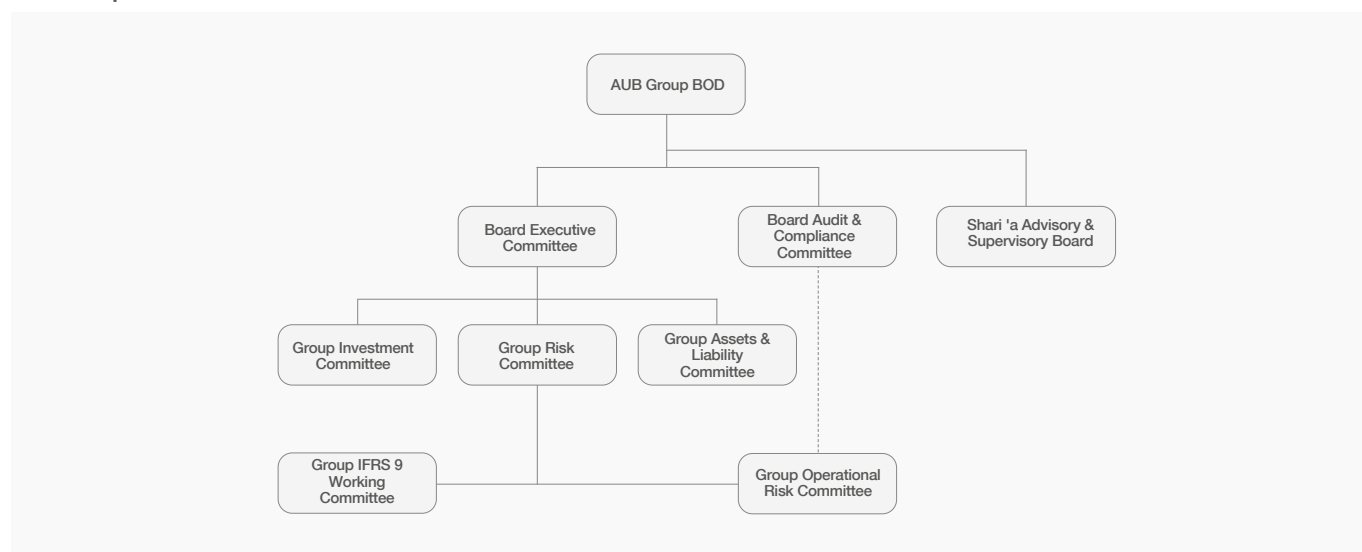 AUB Group BOD
Board Executive
Committee
Board Audit &
Compliance
Committee
Shari 'a Advisory &
Supervisory Board
Group Investment
Committee
Group Risk
Committee
Group Assets &
Liability
Committee
Group IFRS 9
Working
Committee
Group Operational
Risk Committee